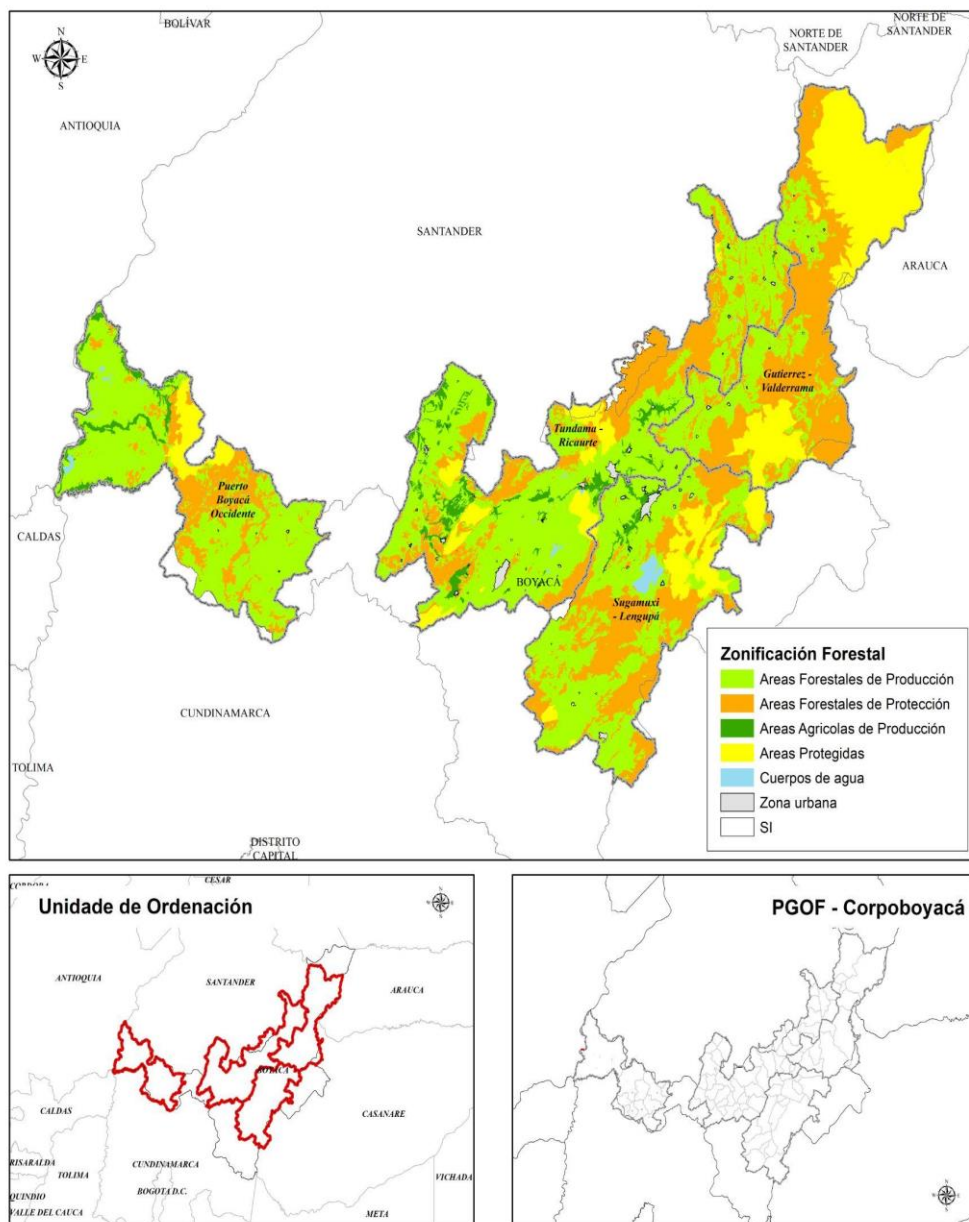 BOLÍVAR
NORTE DE
SANTANDER
NORTE DE
SANTANDER
N
W E
S
ANTIOQUIA
SANTANDER
ARAUCA
Gutierrez -
Valderrama
Tundama -
Ricaurte
Puerto
Boyacá
Occidente
CALDAS
BOYACÁ
Sugamuxi
- Lengupá
CUNDINAMARCA
TOLIMA
DISTRITO
CAPITAL
Zonificación Forestal
Areas Forestales de Producción
Areas Forestales de Protección
Areas Agricolas de Producción
Areas Protegidas
Cuerpos de agua
Zona urbana
SI
CORDOBA
CESAR
Unidade de Ordenación
ANTIOQUIA
SANTANDER
ARAUCA
BOYACA
CALDAS
CASANARE
RISARALDA
TOLIMA
CUNDINAMARCA
VICHADA
QUINDIO
BOGOTA D.C.
VALLE DEL CAUCA
META
PGOF - Corpoboyacá